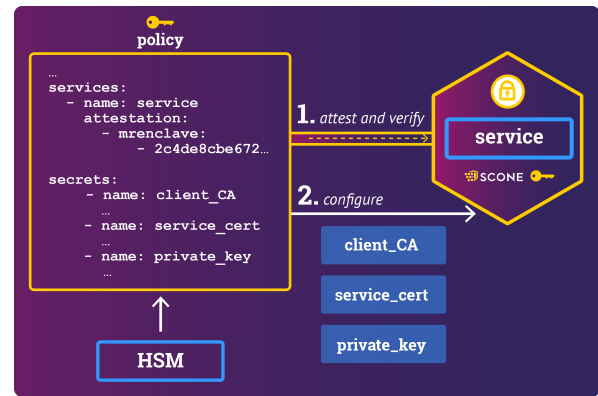 policy
…
services:
- name: service
attestation:
- mrenclave:
- 2c4de8cbe672…
secrets:
- name: client_CA
…
- name: service_cert
…
- name: private_key
…
HSM
1. attest and verify
2. configure
client_CA
service_cert
private_key
service
SCONE